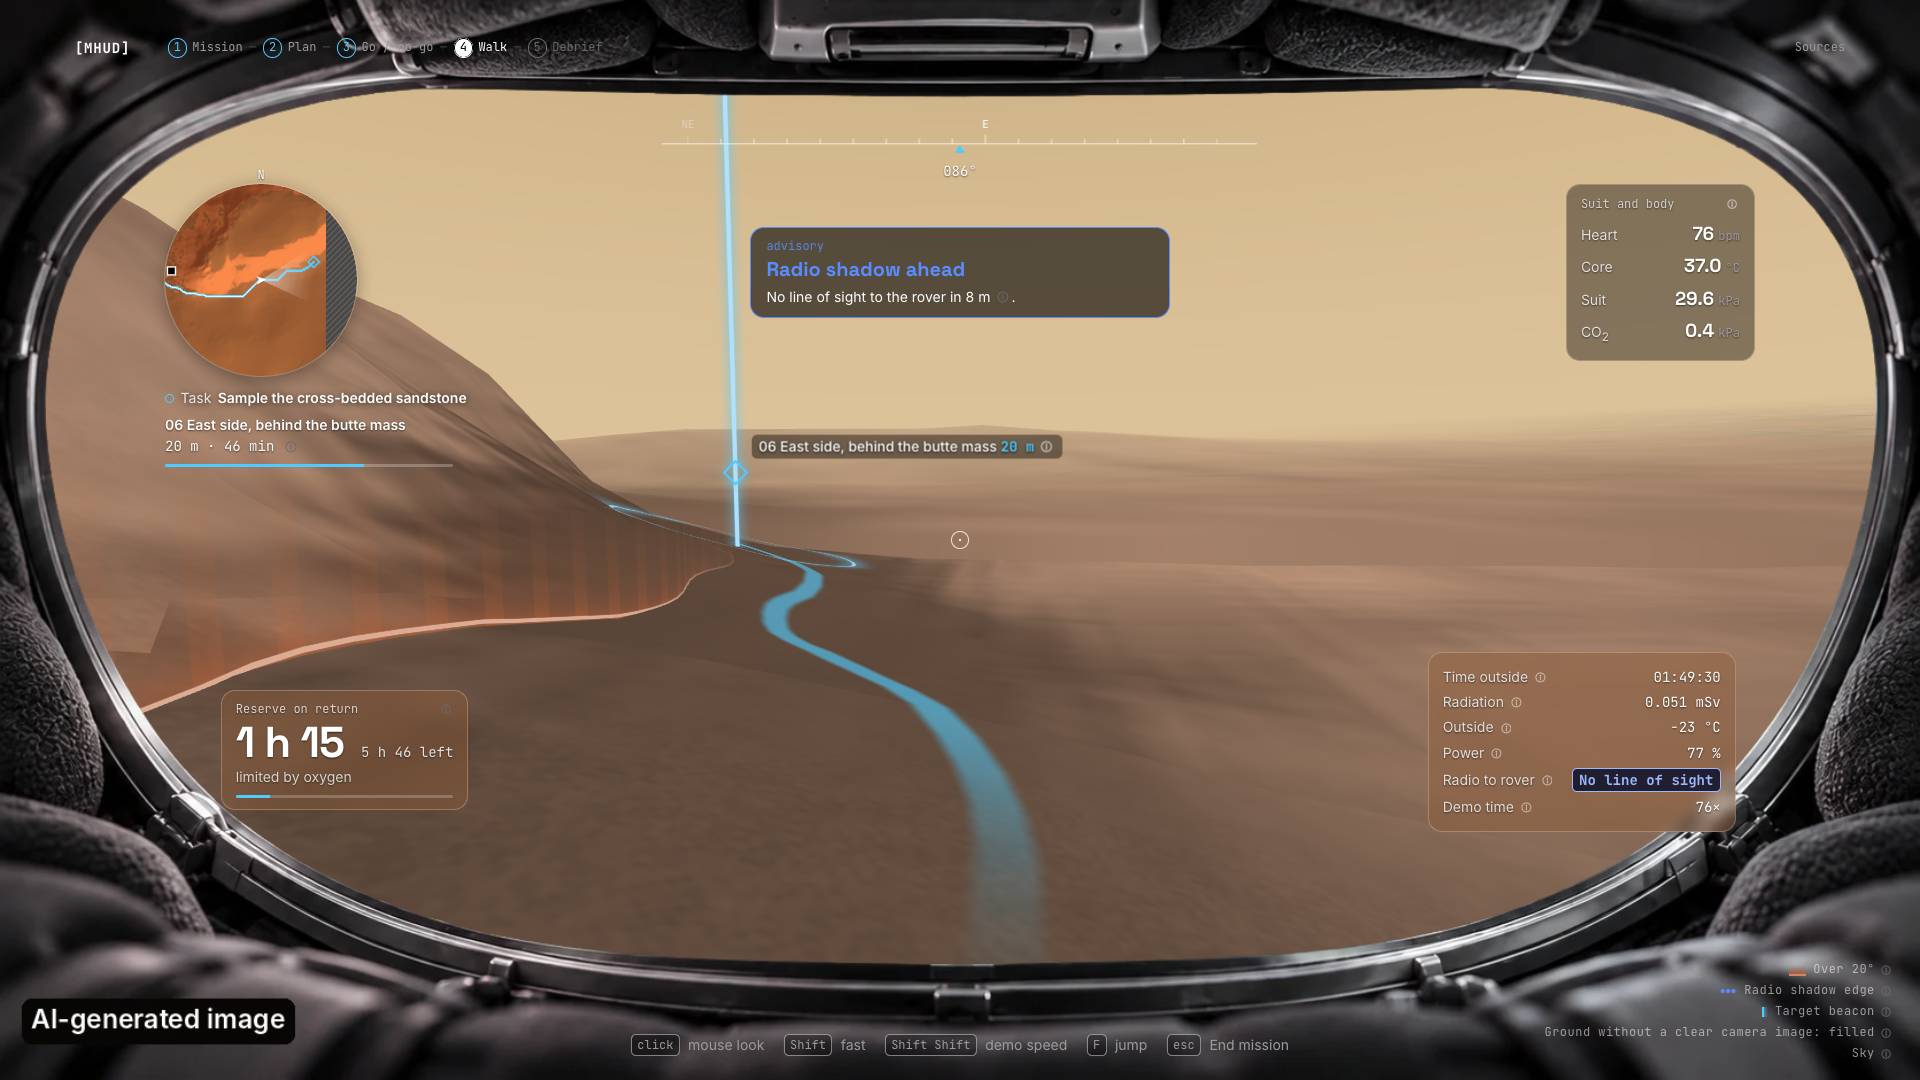 [MHUD] 1 Mission 2 Plan 3 Go / no-go 4 Walk 5 Debrief Sources
NE E
086°
N
advisory
Radio shadow ahead
No line of sight to the rover in 8 m ⓘ.
Suit and body ⓘ
Heart 76 bpm
Core 37.0 °C
Suit 29.6 kPa
CO₂ 0.4 kPa
Task Sample the cross-bedded sandstone
06 East side, behind the butte mass
20 m · 46 min ⓘ
06 East side, behind the butte mass 20 m ⓘ
Reserve on return ⓘ
1 h 15 5 h 46 left
limited by oxygen
Time outside ⓘ 01:49:30
Radiation ⓘ 0.051 mSv
Outside ⓘ -23 °C
Power ⓘ 77 %
Radio to rover ⓘ No line of sight
Demo time ⓘ 76×
Over 20° ⓘ
Radio shadow edge ⓘ
Target beacon ⓘ
Ground without a clear camera image: filled ⓘ
Sky ⓘ
AI-generated image
click mouse look Shift fast Shift Shift demo speed F jump esc End mission